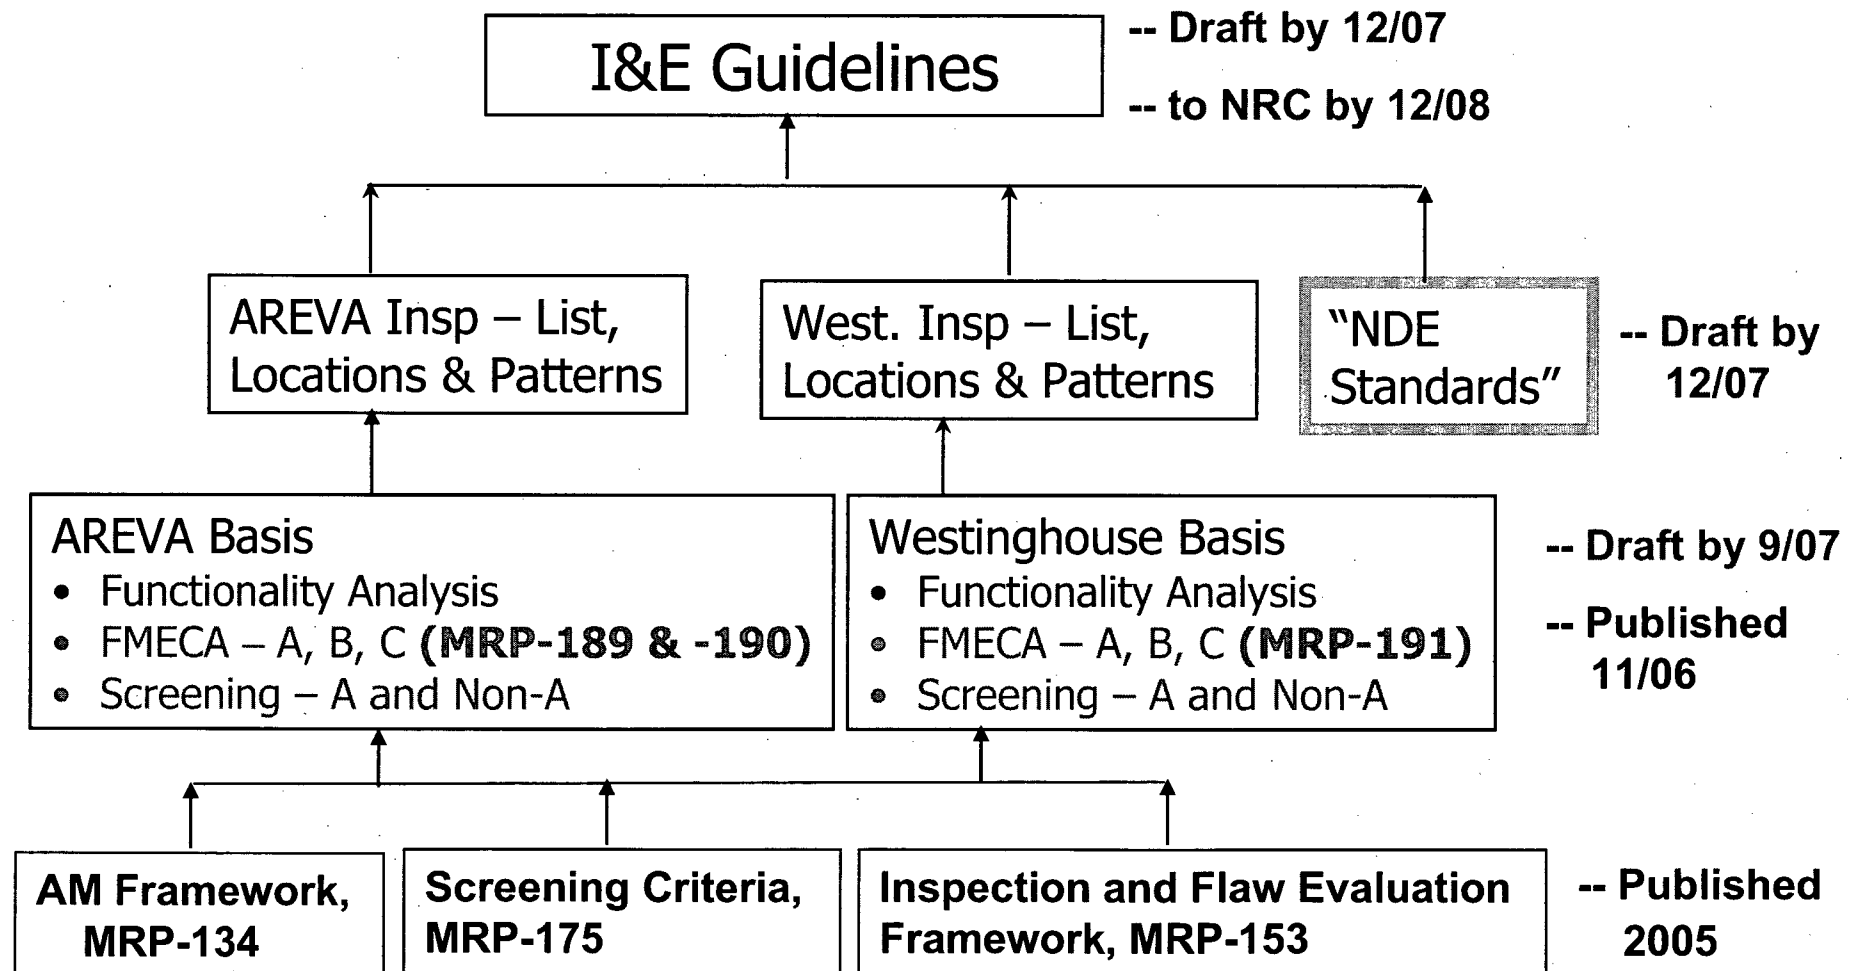 I&E Guidelines
-- Draft by 12/07
-- to NRC by 12/08
AREVA Insp – List,
Locations & Patterns
West. Insp – List,
Locations & Patterns
“NDE
Standards”
-- Draft by
12/07
AREVA Basis
• Functionality Analysis
• FMECA – A, B, C (MRP-189 & -190)
• Screening – A and Non-A
Westinghouse Basis
• Functionality Analysis
• FMECA – A, B, C (MRP-191)
• Screening – A and Non-A
-- Draft by 9/07
-- Published
11/06
AM Framework,
MRP-134
Screening Criteria,
MRP-175
Inspection and Flaw Evaluation
Framework, MRP-153
-- Published
2005